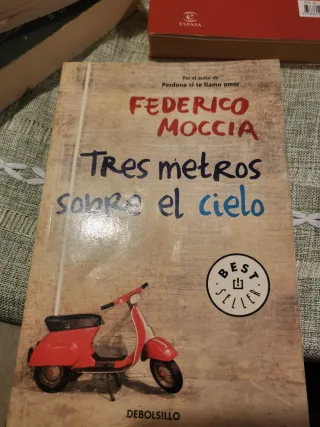 ESPASA
Por el autor de
Perdona si te llamo amor
FEDERICO
MOCCIA
Tres metros
sobre el cielo
BEST
SELLER
DEBOLSILLO